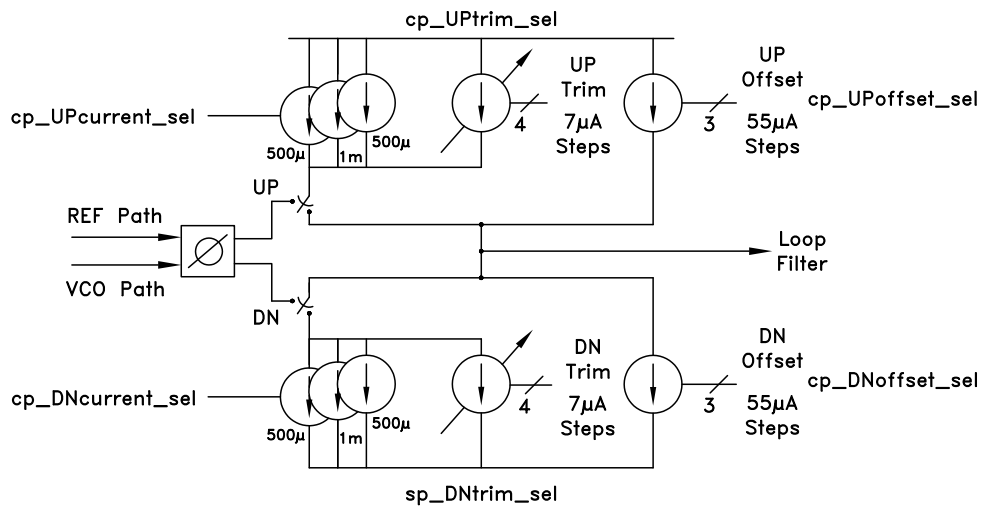 cp_UPtrim_sel
cp_UPcurrent_sel
500µ
1m
500µ
4
UP
Trim
7µA
Steps
3
UP
Offset
55µA
Steps
cp_UPoffset_sel
UP
REF Path
VCO Path
DN
Loop
Filter
cp_DNcurrent_sel
500µ
1m
500µ
4
DN
Trim
7µA
Steps
3
DN
Offset
55µA
Steps
cp_DNoffset_sel
sp_DNtrim_sel